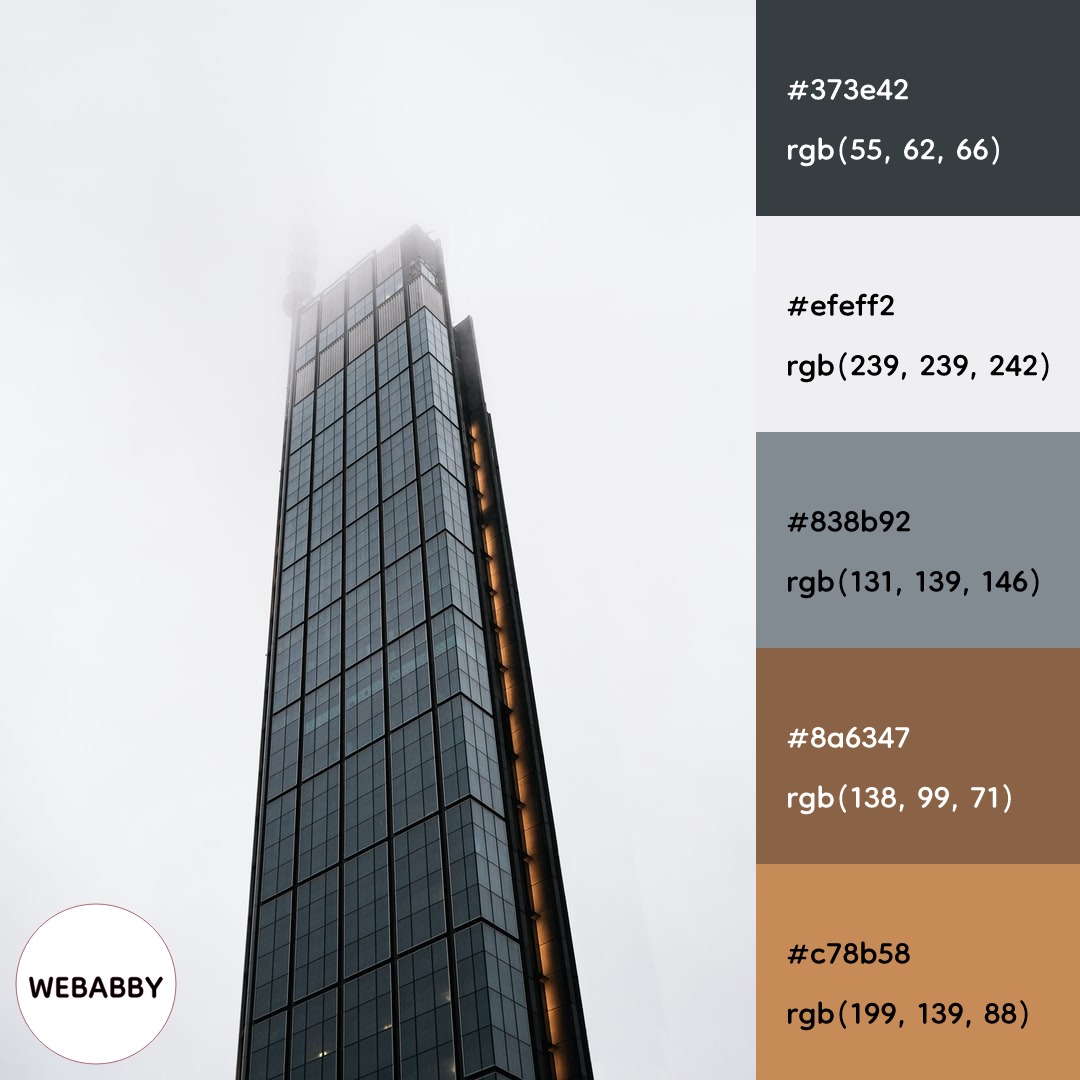 #373e42
rgb(55, 62, 66)
#efeff2
rgb(239, 239, 242)
#838b92
rgb(131, 139, 146)
#8a6347
rgb(138, 99, 71)
#c78b58
rgb(199, 139, 88)
WEBABBY